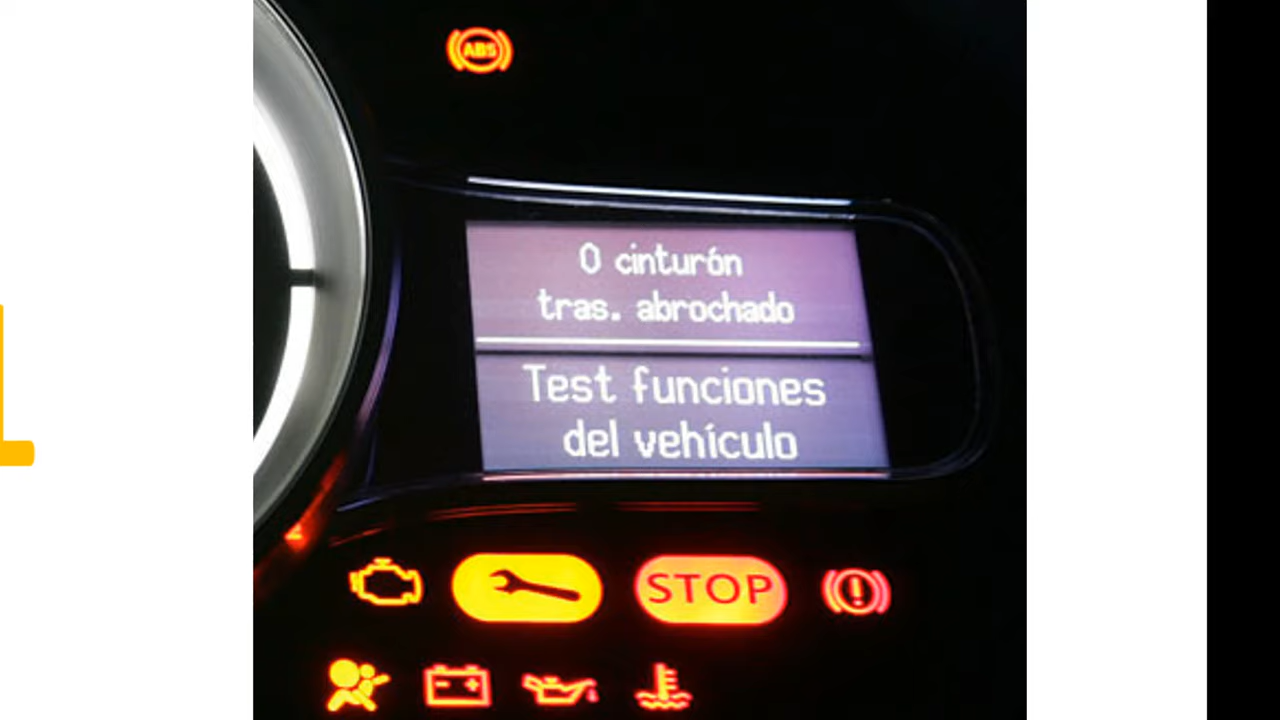 ABS
0 cinturón
tras. abrochado
Test funciones
del vehículo
STOP